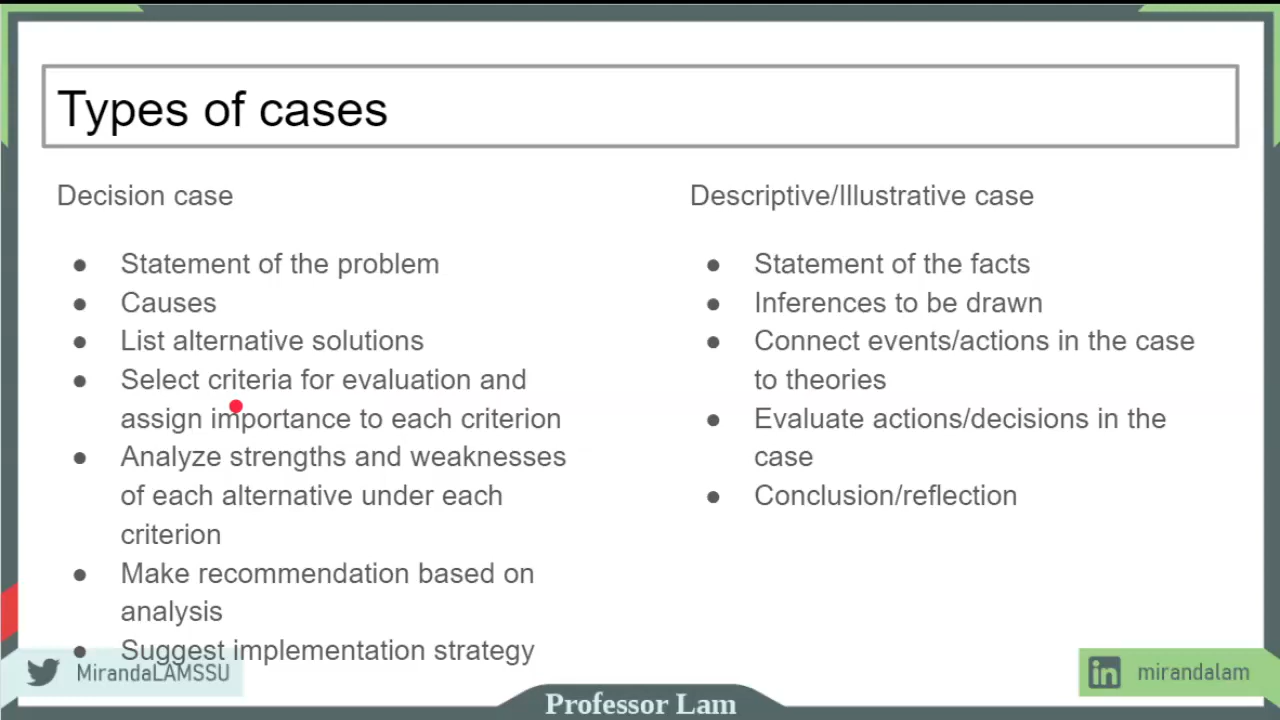 Types of cases
Decision case
● Statement of the problem
● Causes
● List alternative solutions
● Select criteria for evaluation and
assign importance to each criterion
● Analyze strengths and weaknesses
of each alternative under each
criterion
● Make recommendation based on
analysis
● Suggest implementation strategy
Descriptive/Illustrative case
● Statement of the facts
● Inferences to be drawn
● Connect events/actions in the case
to theories
● Evaluate actions/decisions in the
case
● Conclusion/reflection
MirandaLAMSSU
Professor Lam
in mirandalam